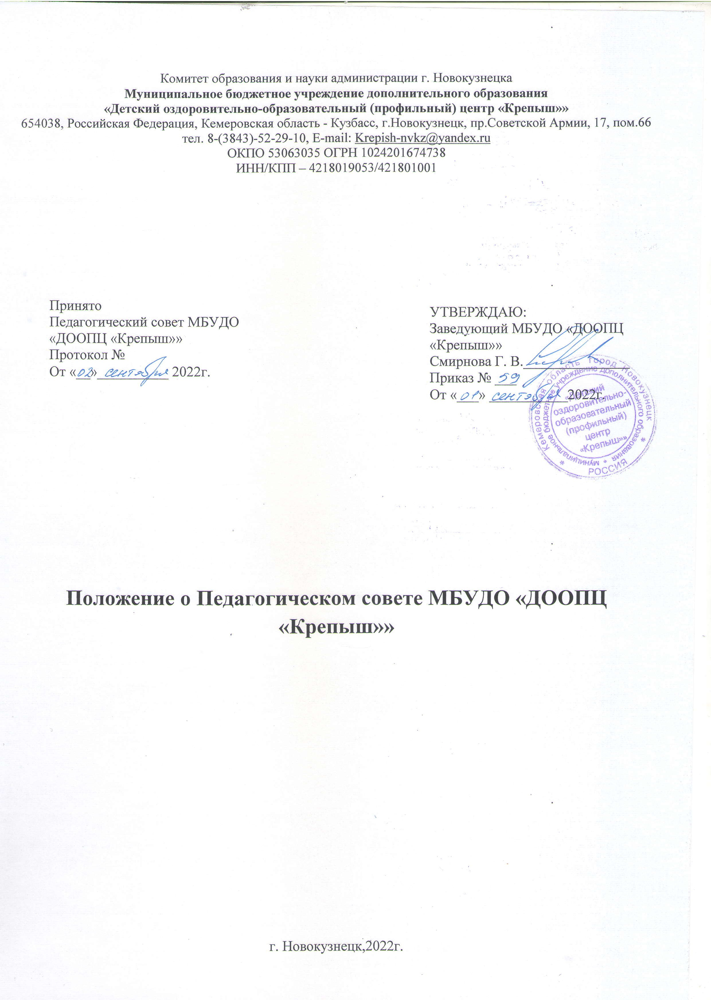 Комитет образования и науки администрации г. Новокузнецка
Муниципальное бюджетное учреждение дополнительного образования
«Детский оздоровительно-образовательный (профильный) центр «Крепыш»»
654038, Российская Федерация, Кемеровская область - Кузбасс, г.Новокузнецк, пр.Советской Армии, 17, пом.66
тел. 8-(3843)-52-29-10, E-mail: Krepish-nvkz@yandex.ru
ОКПО 53063035 ОГРН 1024201674738
ИНН/КПП – 4218019053/421801001
Принято
Педагогический совет МБУДО
«ДООПЦ «Крепыш»»
Протокол №
От «02» сентября 2022г.
УТВЕРЖДАЮ:
Заведующий МБУДО «ДООПЦ
«Крепыш»»
Смирнова Г. В.
Приказ № 59
От «01» сентября 2022г.
Кемеровская область город Новокузнецк
муниципальное бюджетное учреждение дополнительного образования
«Детский
оздоровительно-
образовательный
(профильный)
центр
«Крепыш»»
РОССИЯ
Положение о Педагогическом совете МБУДО «ДООПЦ
«Крепыш»»
г. Новокузнецк,2022г.